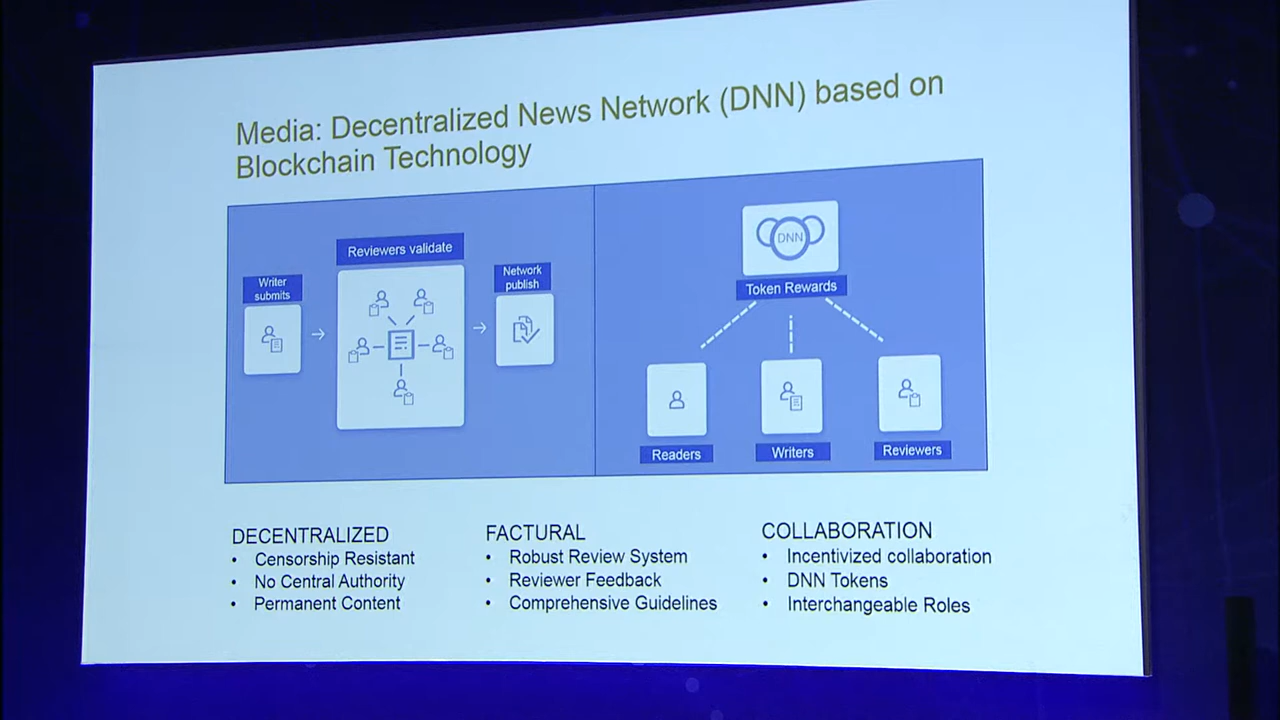 Media: Decentralized News Network (DNN) based on
Blockchain Technology
Writer
submits
Reviewers validate
Network
publish
DNN
Token Rewards
Readers
Writers
Reviewers
DECENTRALIZED
• Censorship Resistant
• No Central Authority
• Permanent Content
FACTURAL
• Robust Review System
• Reviewer Feedback
• Comprehensive Guidelines
COLLABORATION
• Incentivized collaboration
• DNN Tokens
• Interchangeable Roles